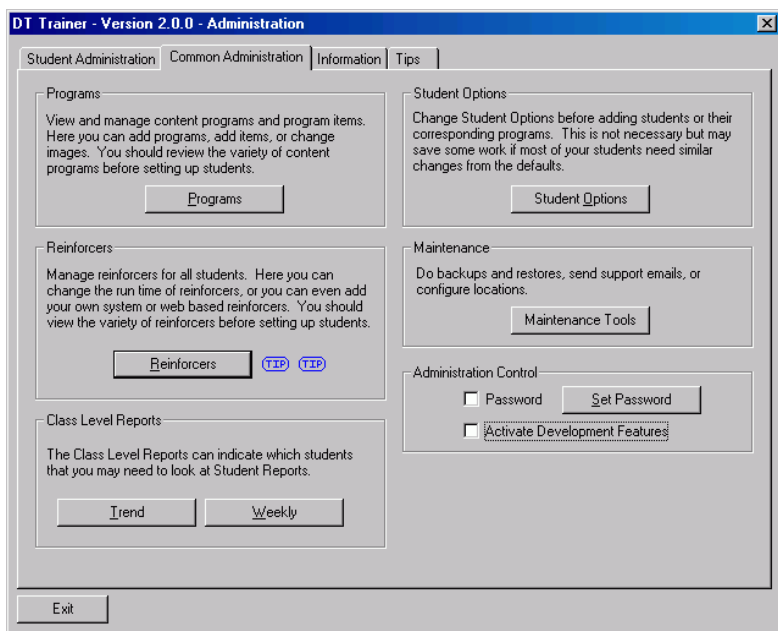 DT Trainer - Version 2.0.0 - Administration
Student Administration
Common Administration
Information
Tips
Programs
View and manage content programs and program items.
Here you can add programs, add items, or change
images. You should review the variety of content
programs before setting up students.
Programs
Reinforcers
Manage reinforcers for all students. Here you can
change the run time of reinforcers, or you can even add
your own system or web based reinforcers. You should
view the variety of reinforcers before setting up students.
Reinforcers
TIP
TIP
Class Level Reports
The Class Level Reports can indicate which students
that you may need to look at Student Reports.
Trend
Weekly
Student Options
Change Student Options before adding students or their
corresponding programs. This is not necessary but may
save some work if most of your students need similar
changes from the defaults.
Student Options
Maintenance
Do backups and restores, send support emails, or
configure locations.
Maintenance Tools
Administration Control
Password
Set Password
Activate Development Features
Exit